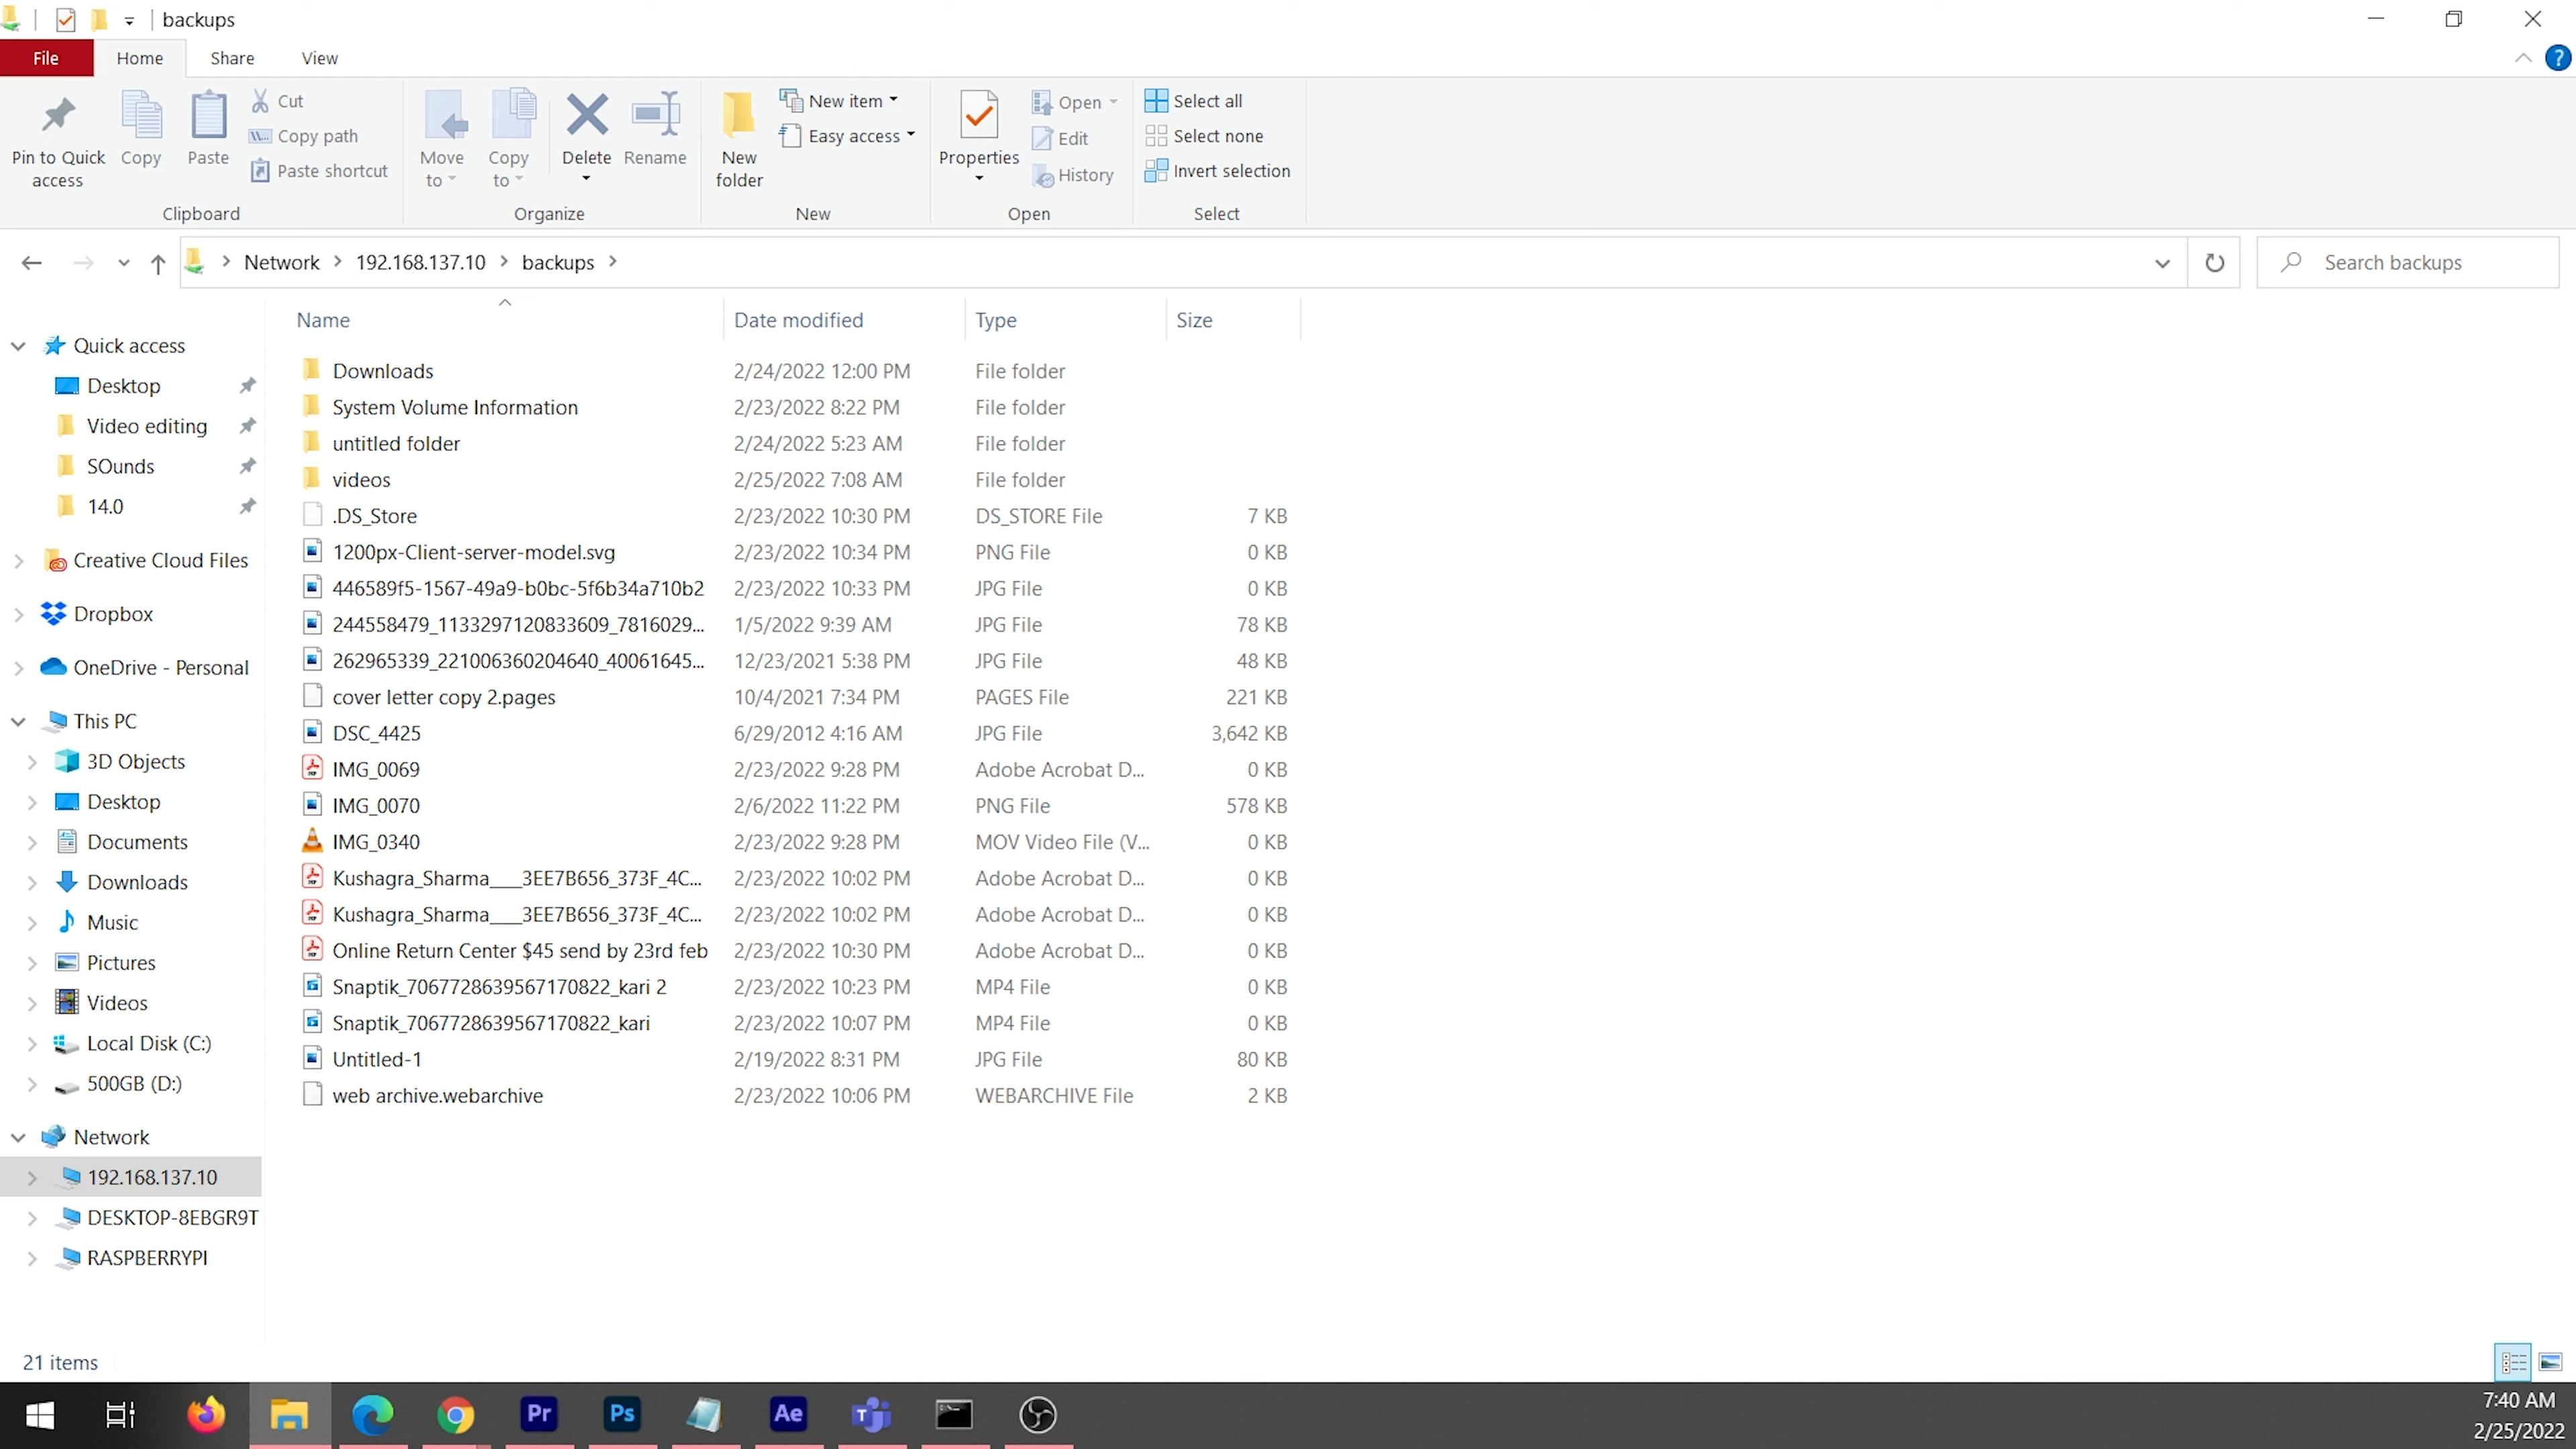 backups
File Home Share View
Pin to Quick access
Copy
Paste
Cut
Copy path
Paste shortcut
Clipboard
Move to
Copy to
Delete
Rename
Organize
New folder
New item
Easy access
New
Properties
Open
Edit
History
Open
Select all
Select none
Invert selection
Select
Network 192.168.137.10 backups
Search backups
Quick access
Desktop
Video editing
SOunds
14.0
Creative Cloud Files
Dropbox
OneDrive - Personal
This PC
3D Objects
Desktop
Documents
Downloads
Music
Pictures
Videos
Local Disk (C:)
500GB (D:)
Network
192.168.137.10
DESKTOP-8EBGR9T
RASPBERRYPI
Name Date modified Type Size
Downloads 2/24/2022 12:00 PM File folder
System Volume Information 2/23/2022 8:22 PM File folder
untitled folder 2/24/2022 5:23 AM File folder
videos 2/25/2022 7:08 AM File folder
.DS_Store 2/23/2022 10:30 PM DS_STORE File 7 KB
1200px-Client-server-model.svg 2/23/2022 10:34 PM PNG File 0 KB
446589f5-1567-49a9-b0bc-5f6b34a710b2 2/23/2022 10:33 PM JPG File 0 KB
244558479_1133297120833609_7816029... 1/5/2022 9:39 AM JPG File 78 KB
262965339_221006360204640_40061645... 12/23/2021 5:38 PM JPG File 48 KB
cover letter copy 2.pages 10/4/2021 7:34 PM PAGES File 221 KB
DSC_4425 6/29/2012 4:16 AM JPG File 3,642 KB
IMG_0069 2/23/2022 9:28 PM Adobe Acrobat D... 0 KB
IMG_0070 2/6/2022 11:22 PM PNG File 578 KB
IMG_0340 2/23/2022 9:28 PM MOV Video File (V... 0 KB
Kushagra_Sharma___3EE7B656_373F_4C... 2/23/2022 10:02 PM Adobe Acrobat D... 0 KB
Kushagra_Sharma___3EE7B656_373F_4C... 2/23/2022 10:02 PM Adobe Acrobat D... 0 KB
Online Return Center $45 send by 23rd feb 2/23/2022 10:30 PM Adobe Acrobat D... 0 KB
Snaptik_7067728639567170822_kari 2 2/23/2022 10:23 PM MP4 File 0 KB
Snaptik_7067728639567170822_kari 2/23/2022 10:07 PM MP4 File 0 KB
Untitled-1 2/19/2022 8:31 PM JPG File 80 KB
web archive.webarchive 2/23/2022 10:06 PM WEBARCHIVE File 2 KB
21 items
Pr Ps Ae T
7:40 AM
2/25/2022